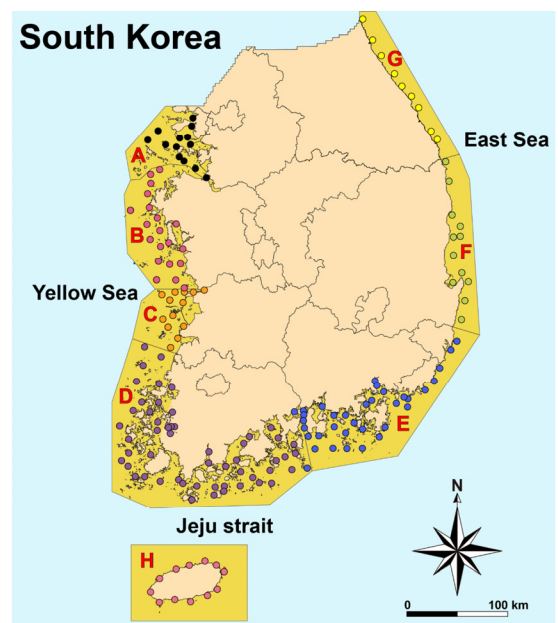 South Korea
G
East Sea
A
B
F
Yellow Sea
C
D
E
Jeju strait
N
H
0 100 km